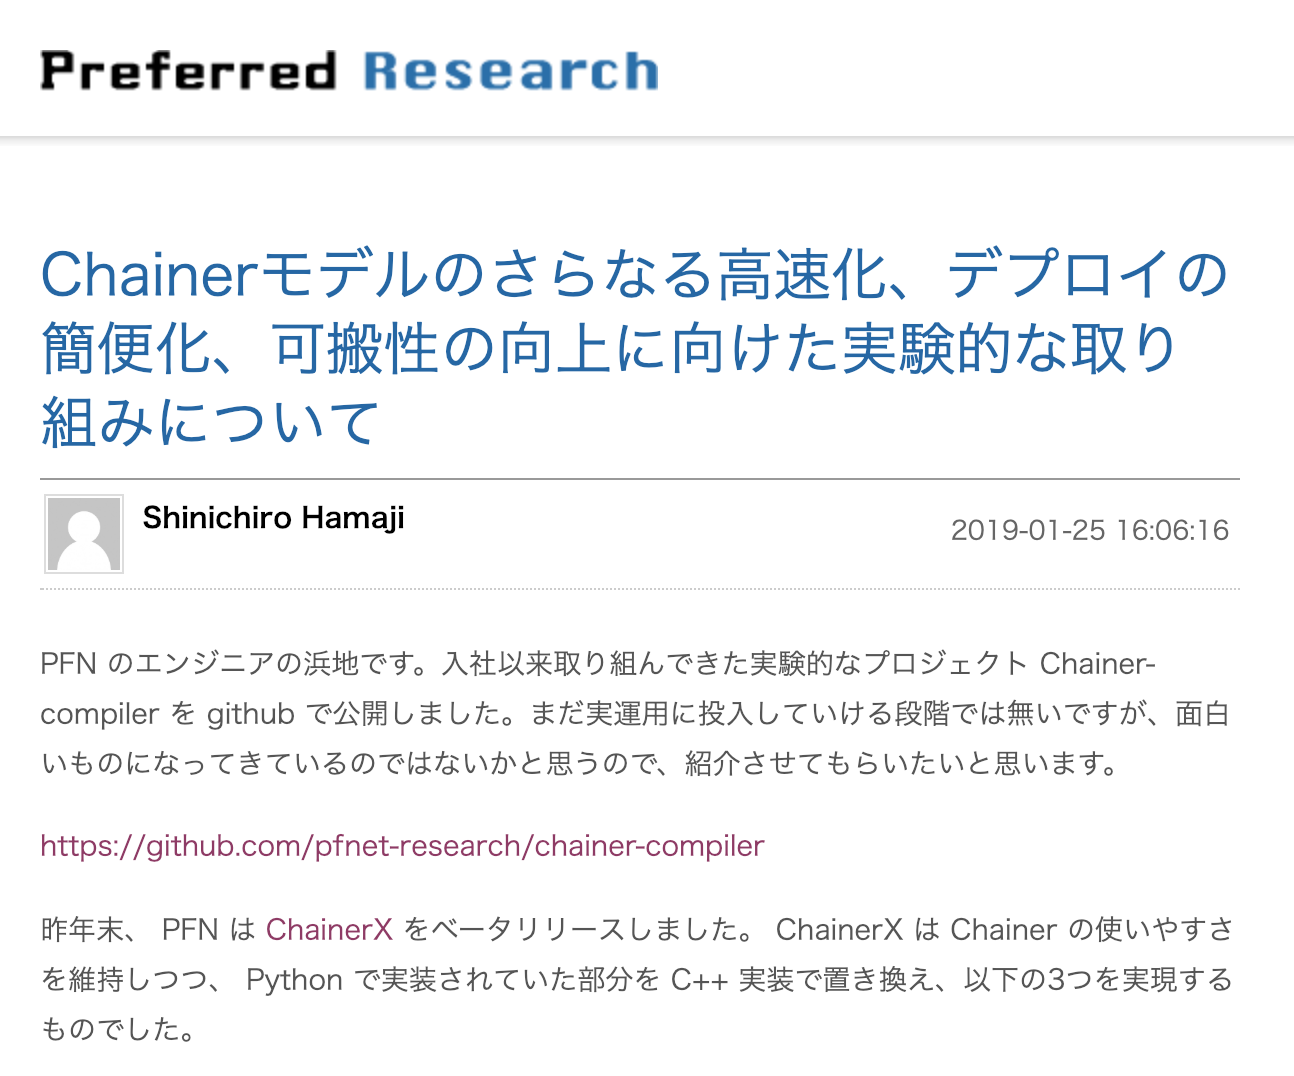 Preferred Research
Chainerモデルのさらなる高速化、デプロイの
簡便化、可搬性の向上に向けた実験的な取り
組みについて
Shinichiro Hamaji
2019-01-25 16:06:16
PFN のエンジニアの浜地です。入社以来取り組んできた実験的なプロジェクト Chainer-
compiler を github で公開しました。まだ実運用に投入していける段階では無いですが、面白
いものになってきているのではないかと思うので、紹介させてもらいたいと思います。
https://github.com/pfnet-research/chainer-compiler
昨年末、 PFN は ChainerX をベータリリースしました。 ChainerX は Chainer の使いやすさ
を維持しつつ、 Python で実装されていた部分を C++ 実装で置き換え、以下の3つを実現する
ものでした。